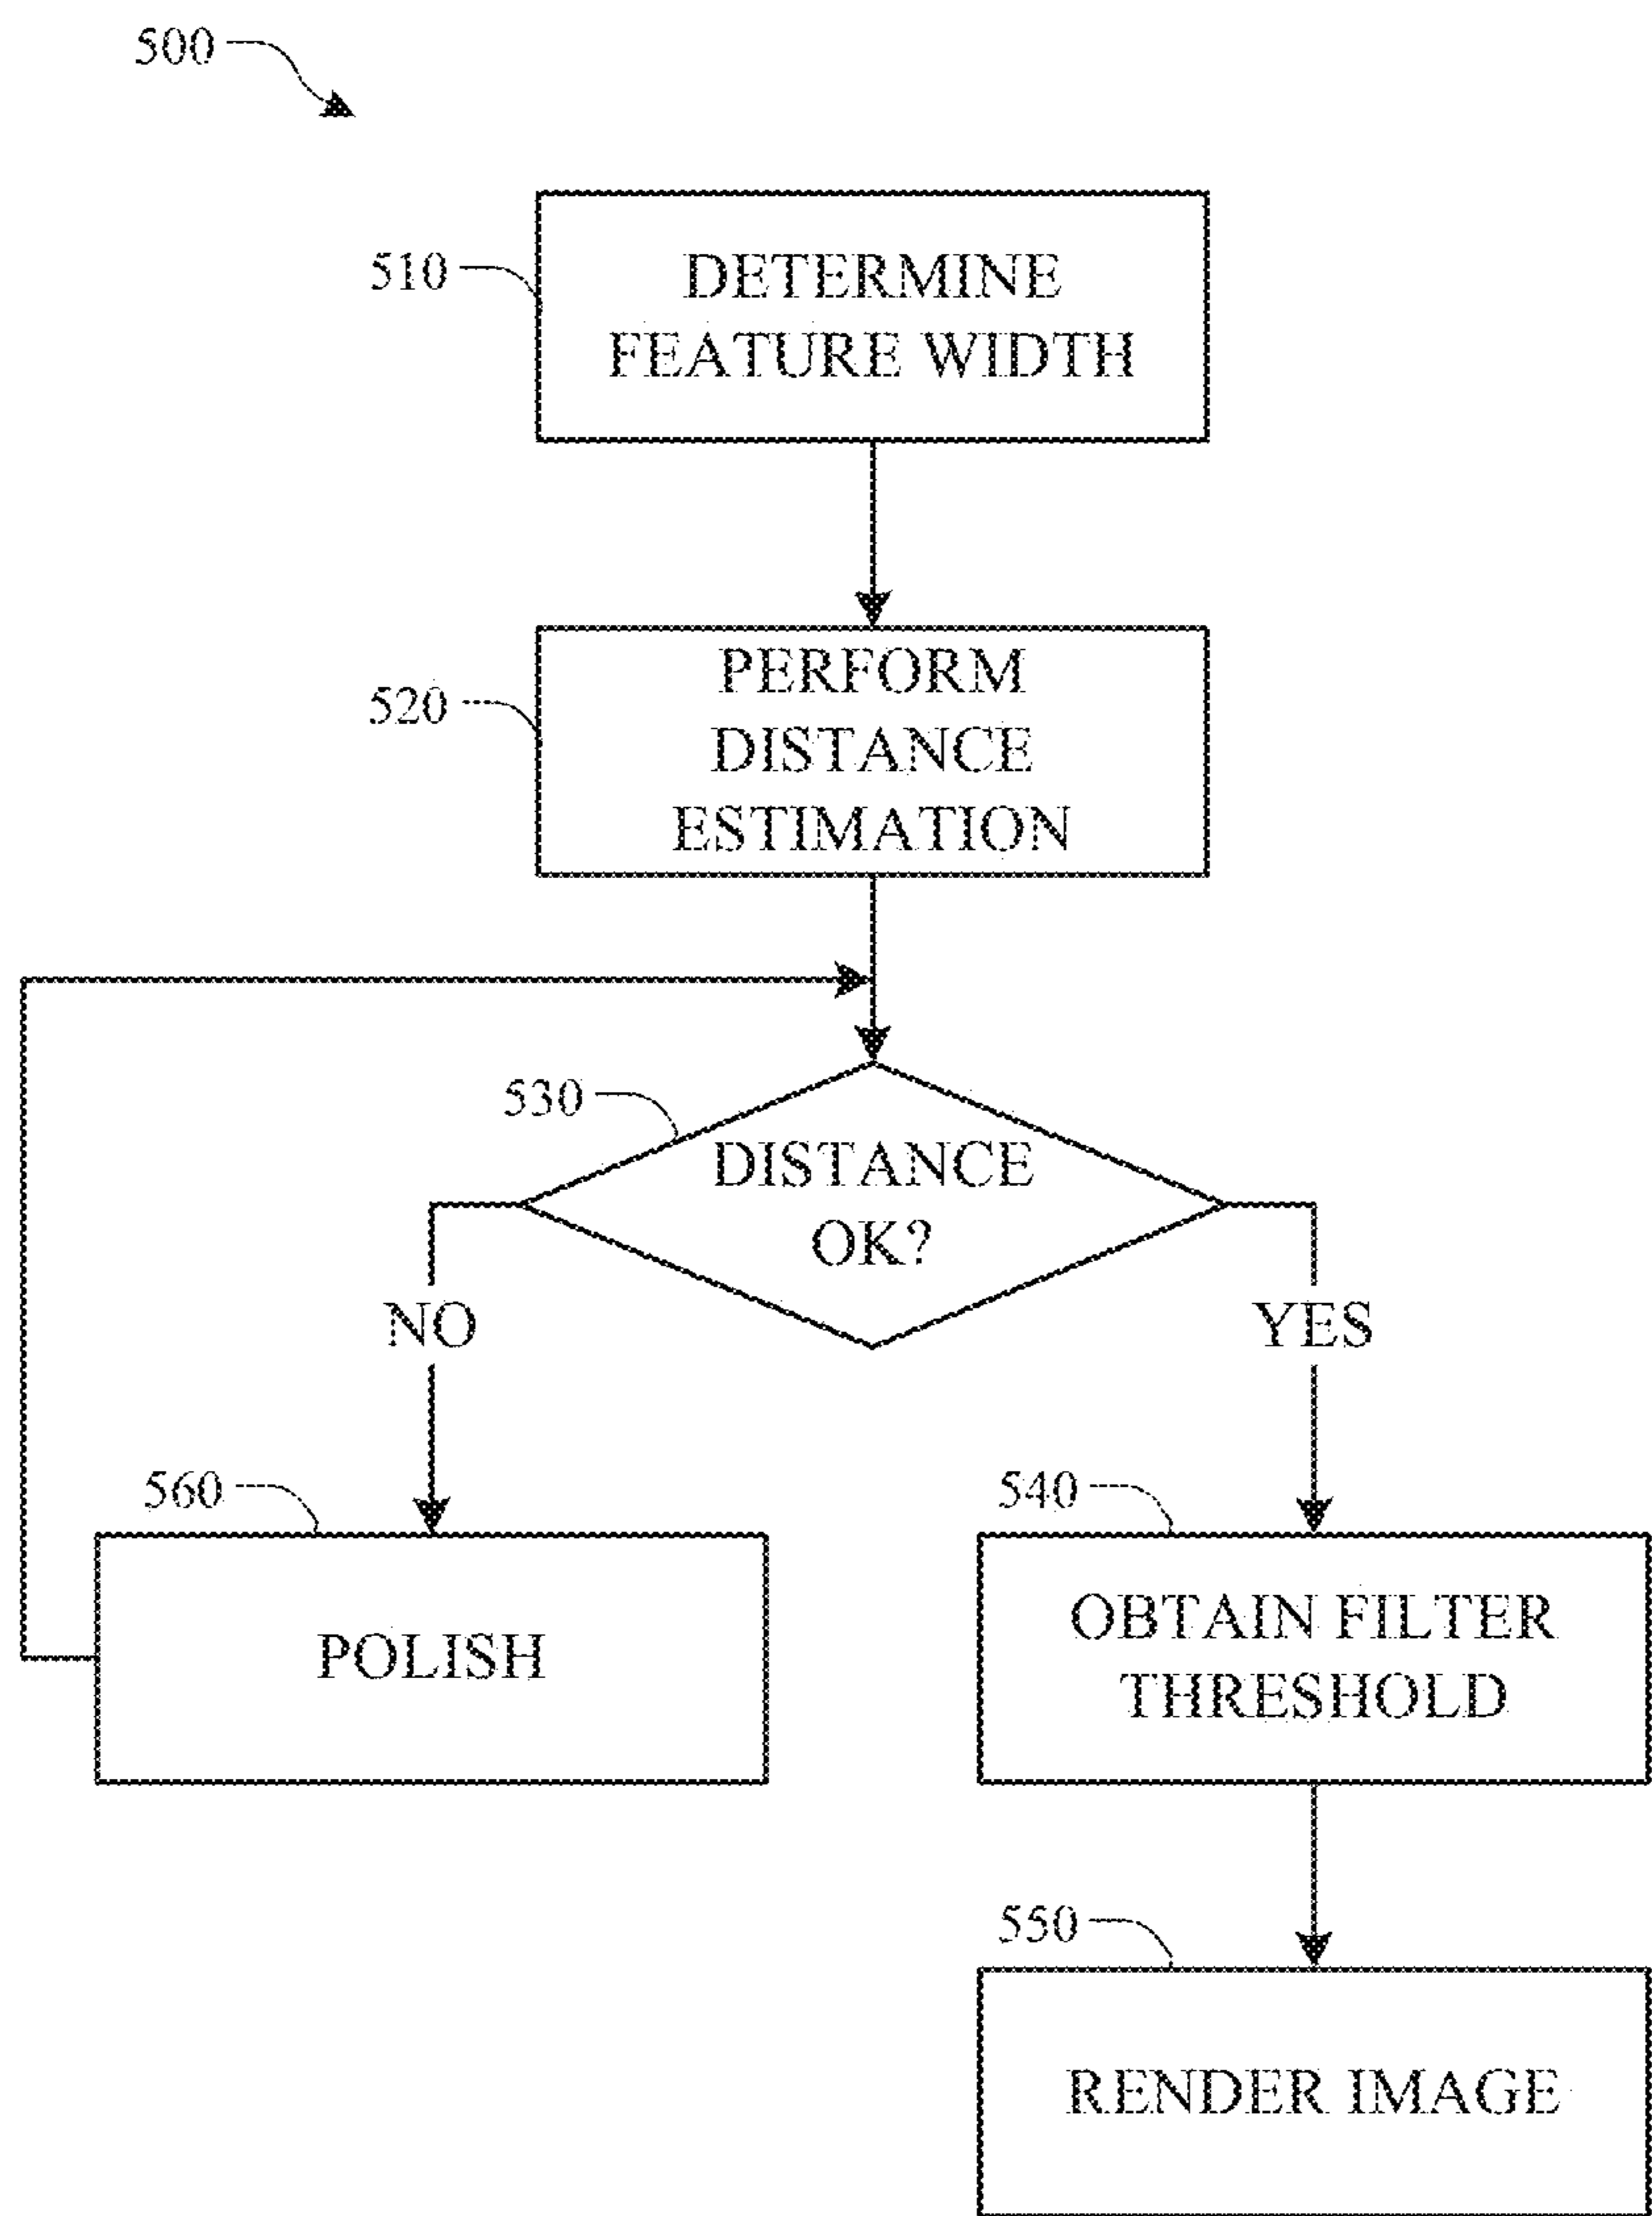 500
510
DETERMINE
FEATURE WIDTH
520
PERFORM
DISTANCE
ESTIMATION
530
DISTANCE
OK?
NO
YES
560
POLISH
540
OBTAIN FILTER
THRESHOLD
550
RENDER IMAGE